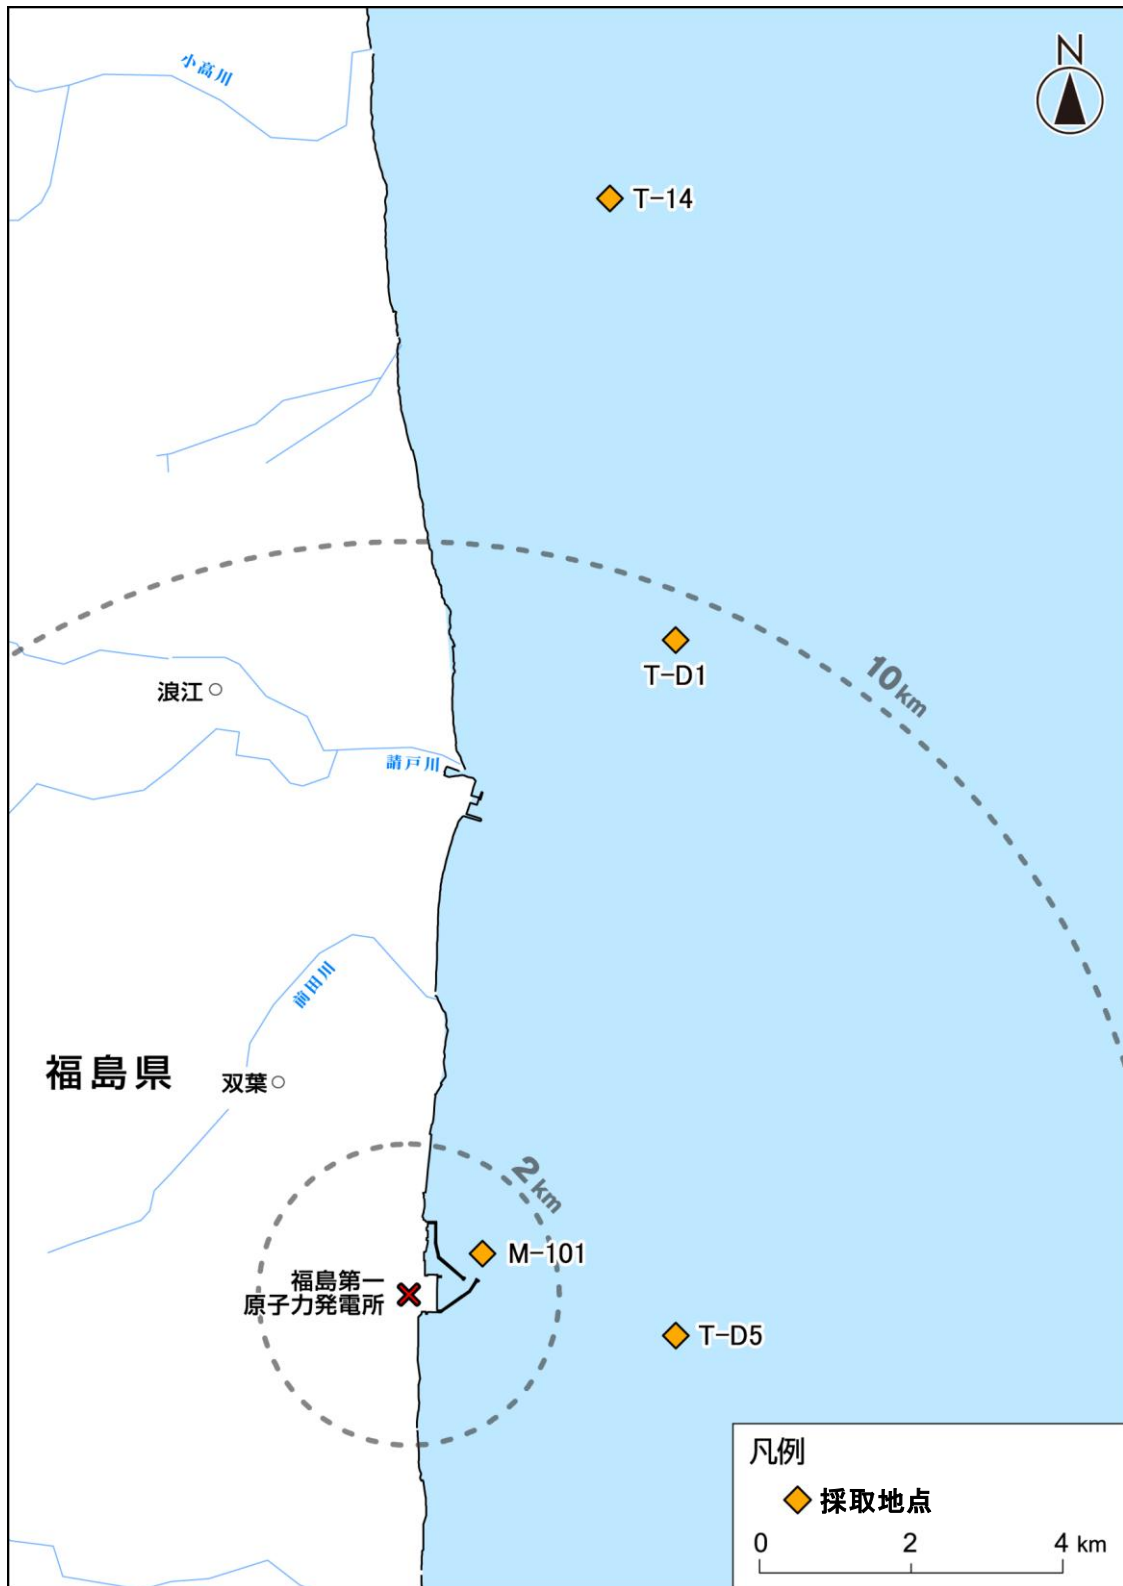 N
小高川
T-14
T-D1
10km
浪江
請戸川
前田川
福島県
双葉
2km
M-101
福島第一
原子力発電所
T-D5
凡例
採取地点
0 2 4 km